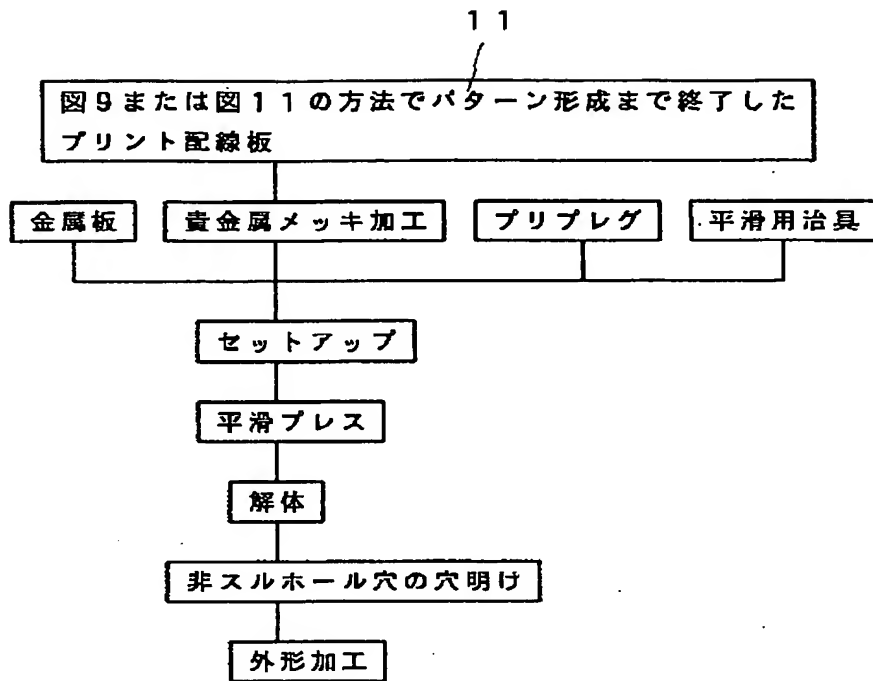 11
図9または図11の方法でパターン形成まで終了した
プリント配線板
金属板
貴金属メッキ加工
プリプレグ
平滑用治具
セットアップ
平滑プレス
解体
非スルホール穴の穴明け
外形加工